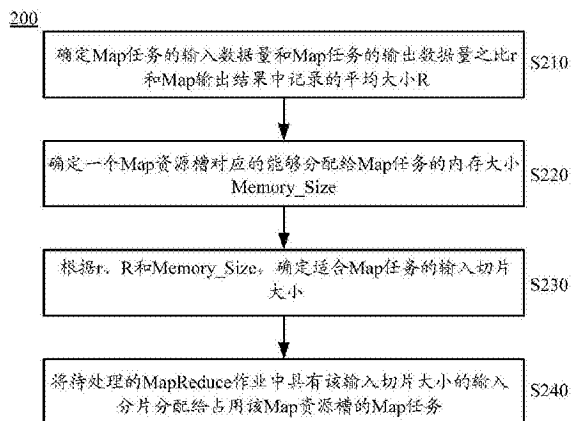 200
确定Map任务的输入数据量和Map任务的输出数据量之比r
和Map输出结果中记录的平均大小R
S210
确定一个Map资源槽对应的能够分配给Map任务的内存大小
Memory_Size
S220
根据r、R和Memory_Size，确定适合Map任务的输入切片
大小
S230
将待处理的MapReduce作业中具有该输入切片大小的输入
分片分配给占用该Map资源槽的Map任务
S240